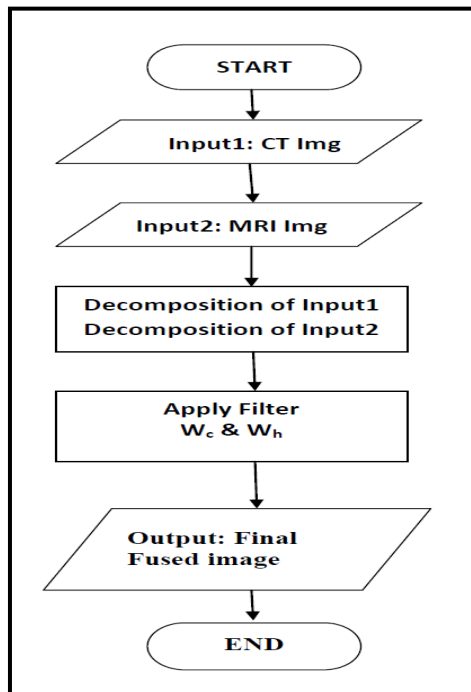 START
Input1: CT Img
Input2: MRI Img
Decomposition of Input1
Decomposition of Input2
Apply Filter
Wc & Wh
Output: Final
Fused image
END